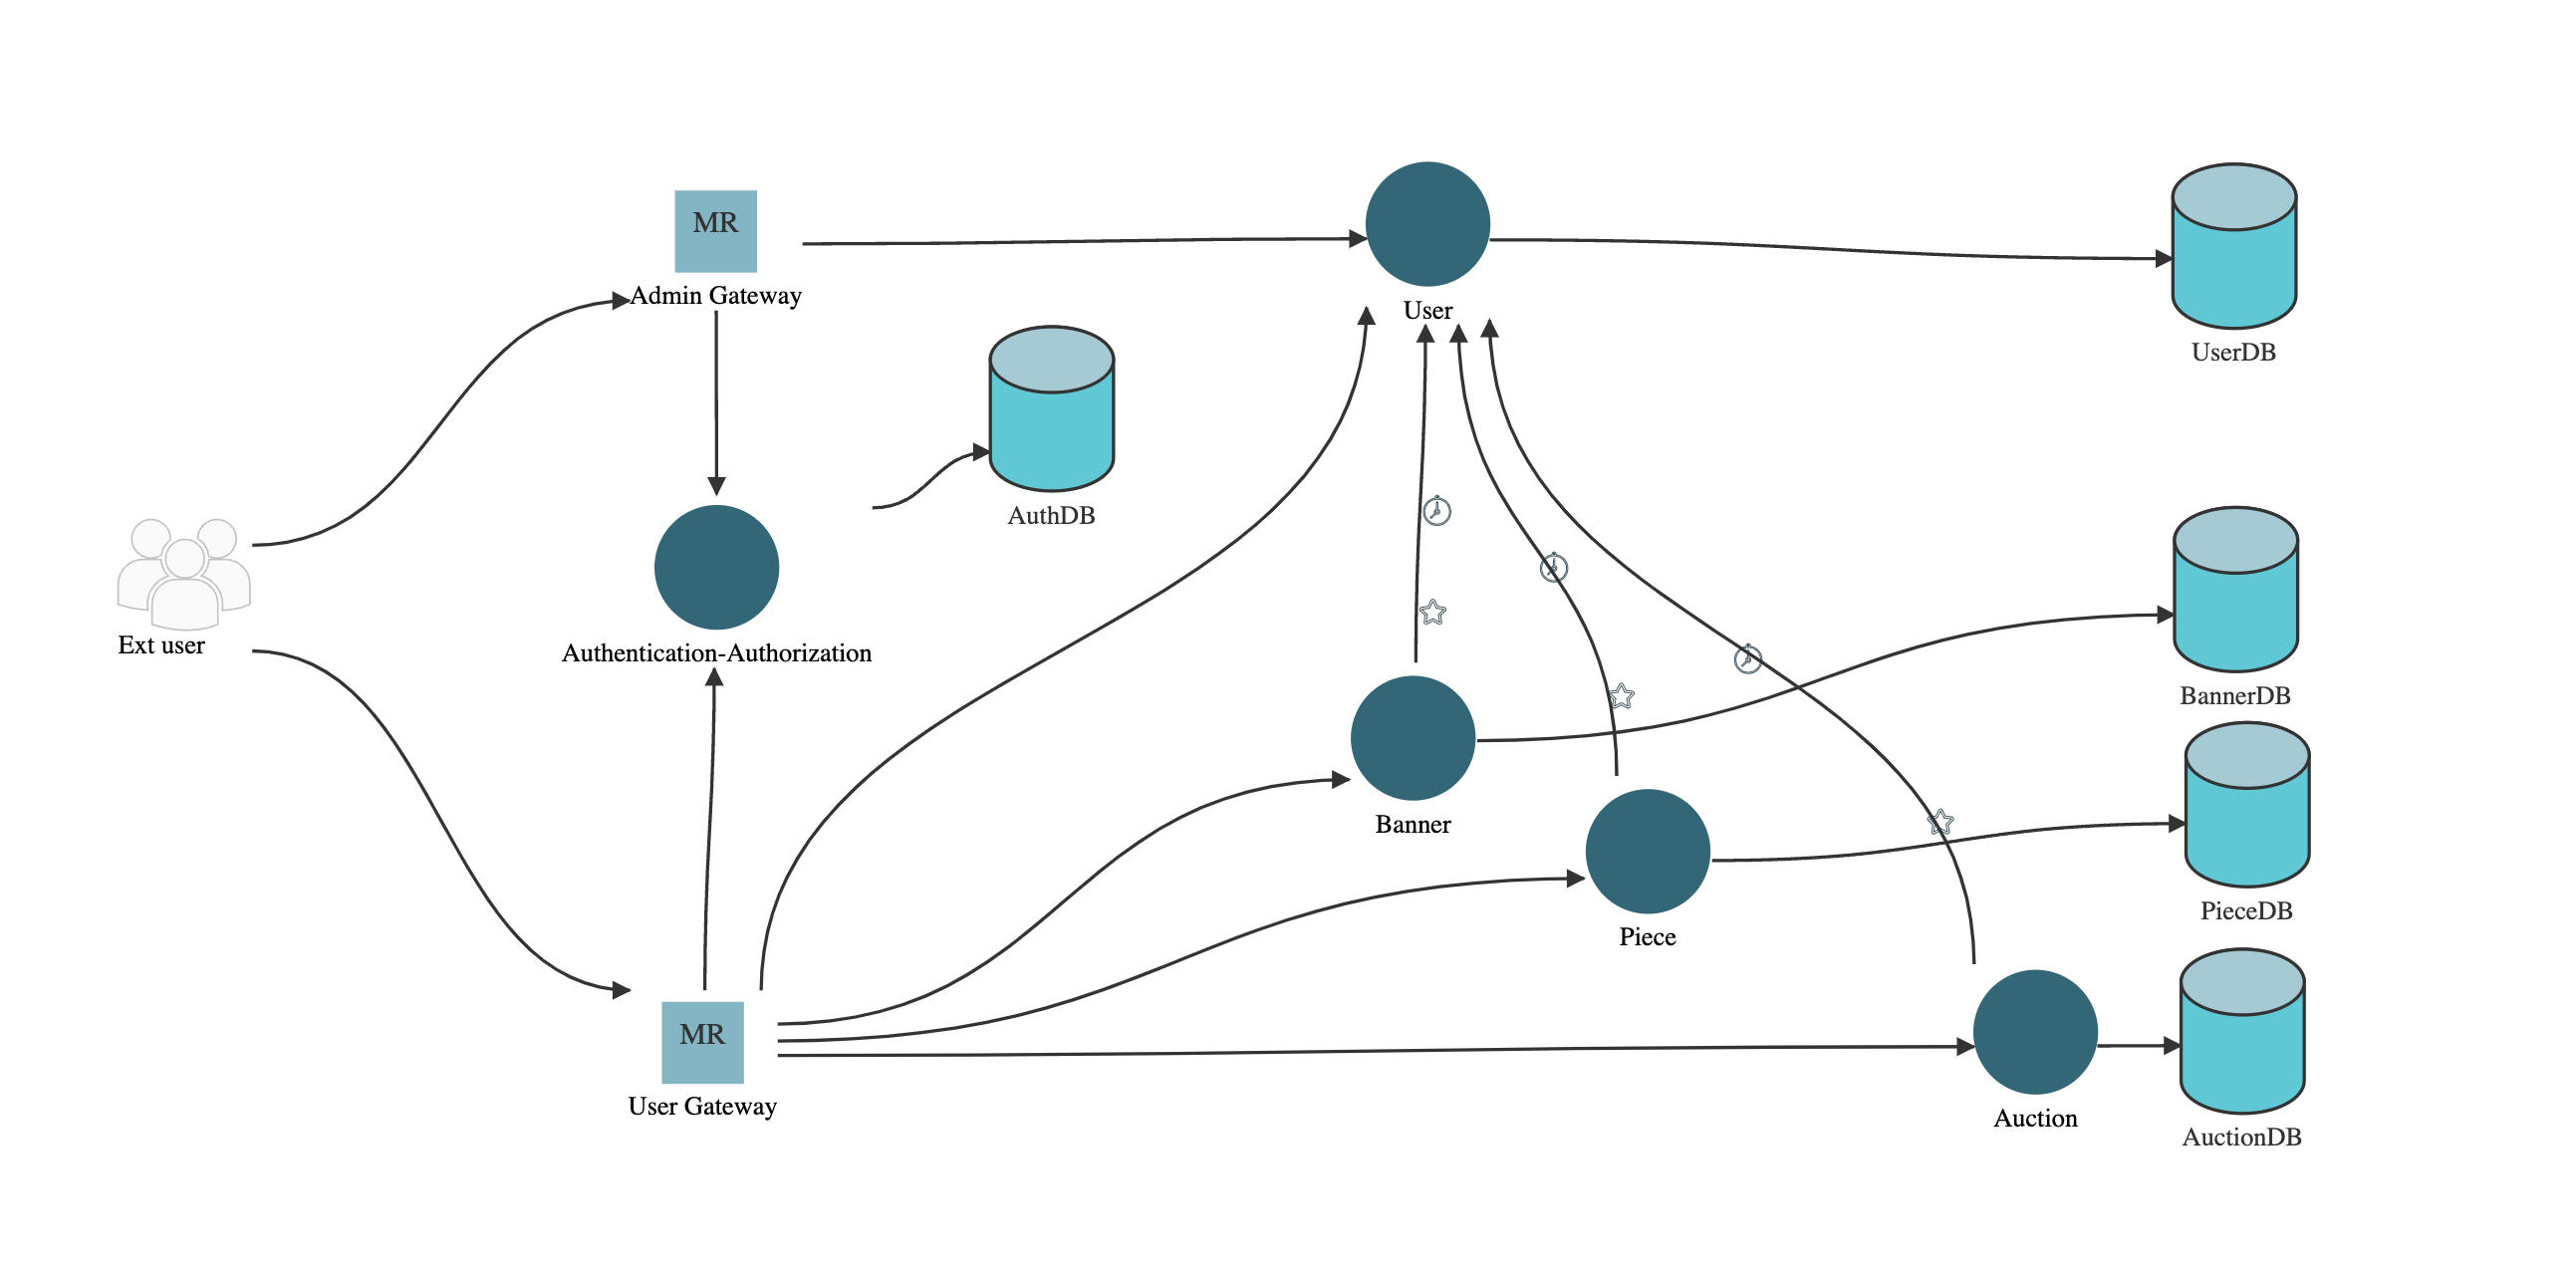 MR
Admin Gateway
User
UserDB
AuthDB
Ext user
Authentication-Authorization
BannerDB
Banner
PieceDB
Piece
MR
User Gateway
Auction
AuctionDB